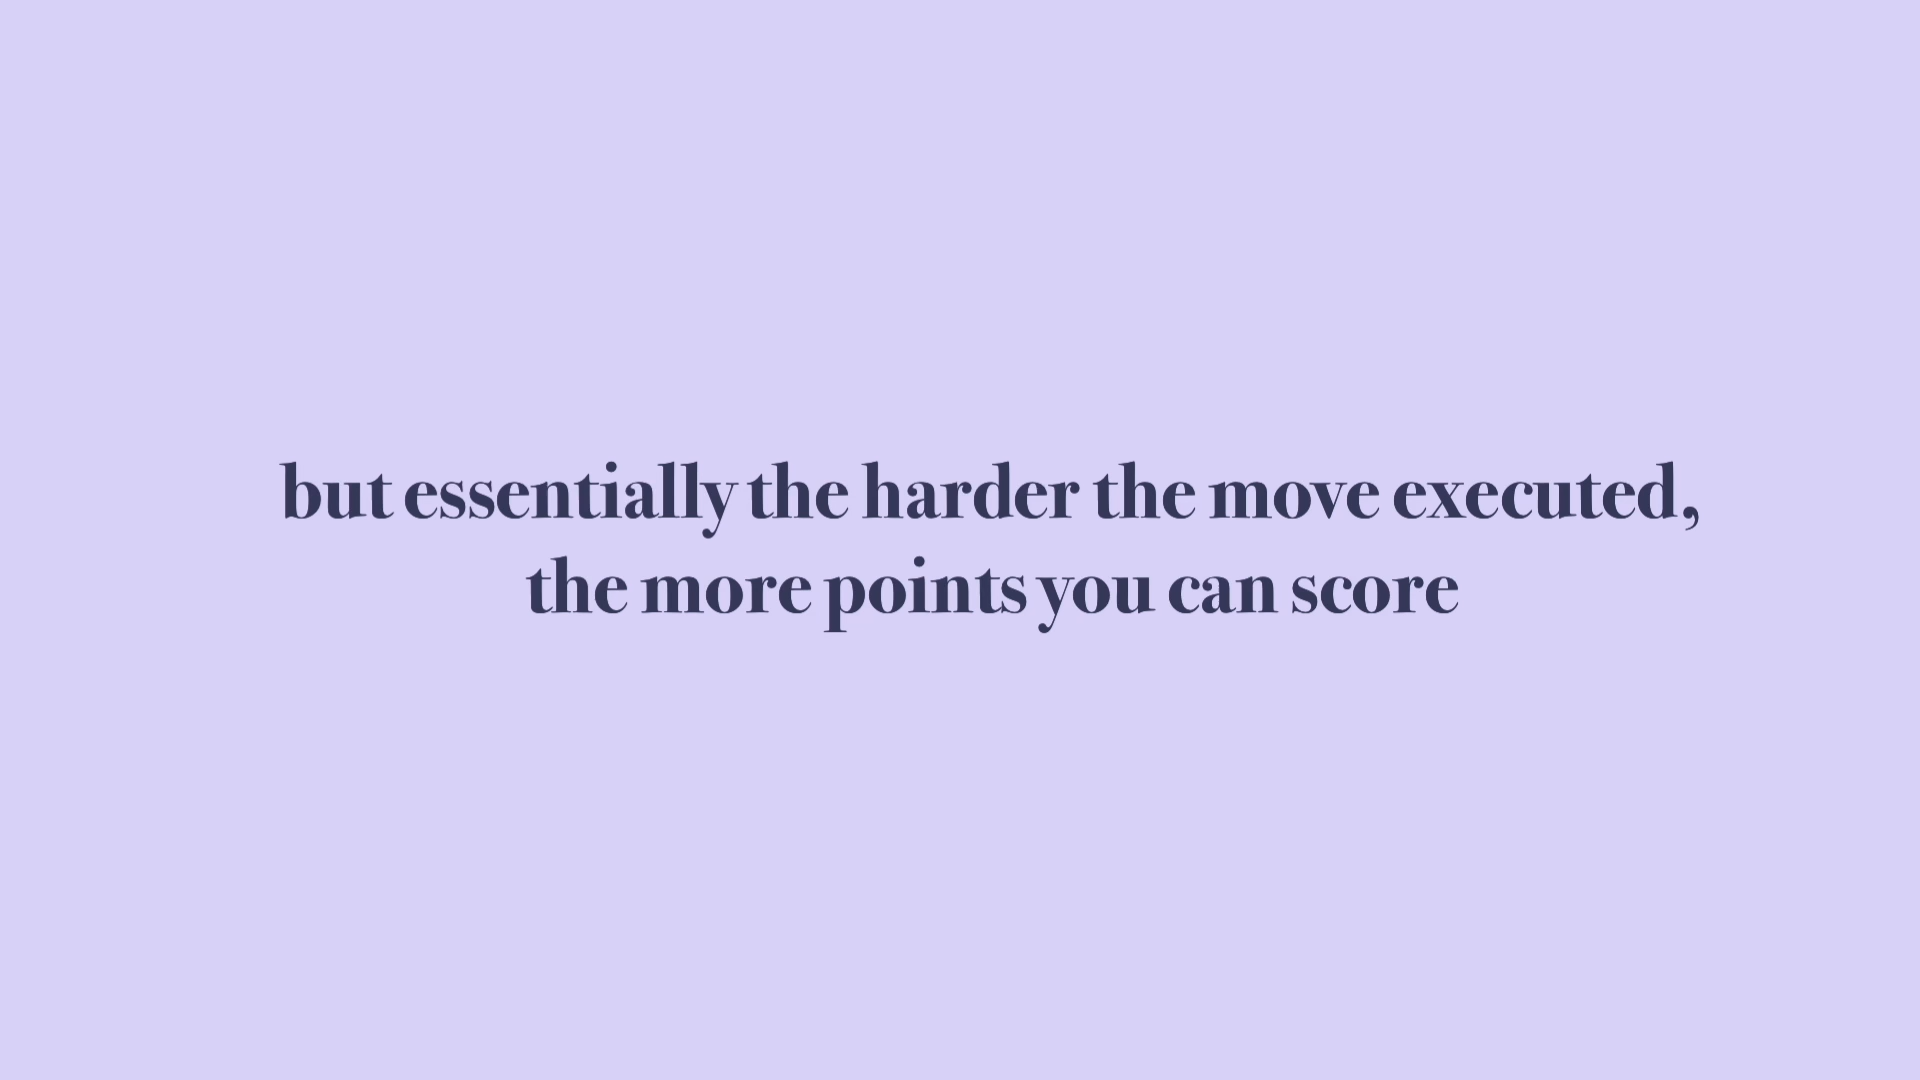 but essentially the harder the move executed,
the more points you can score